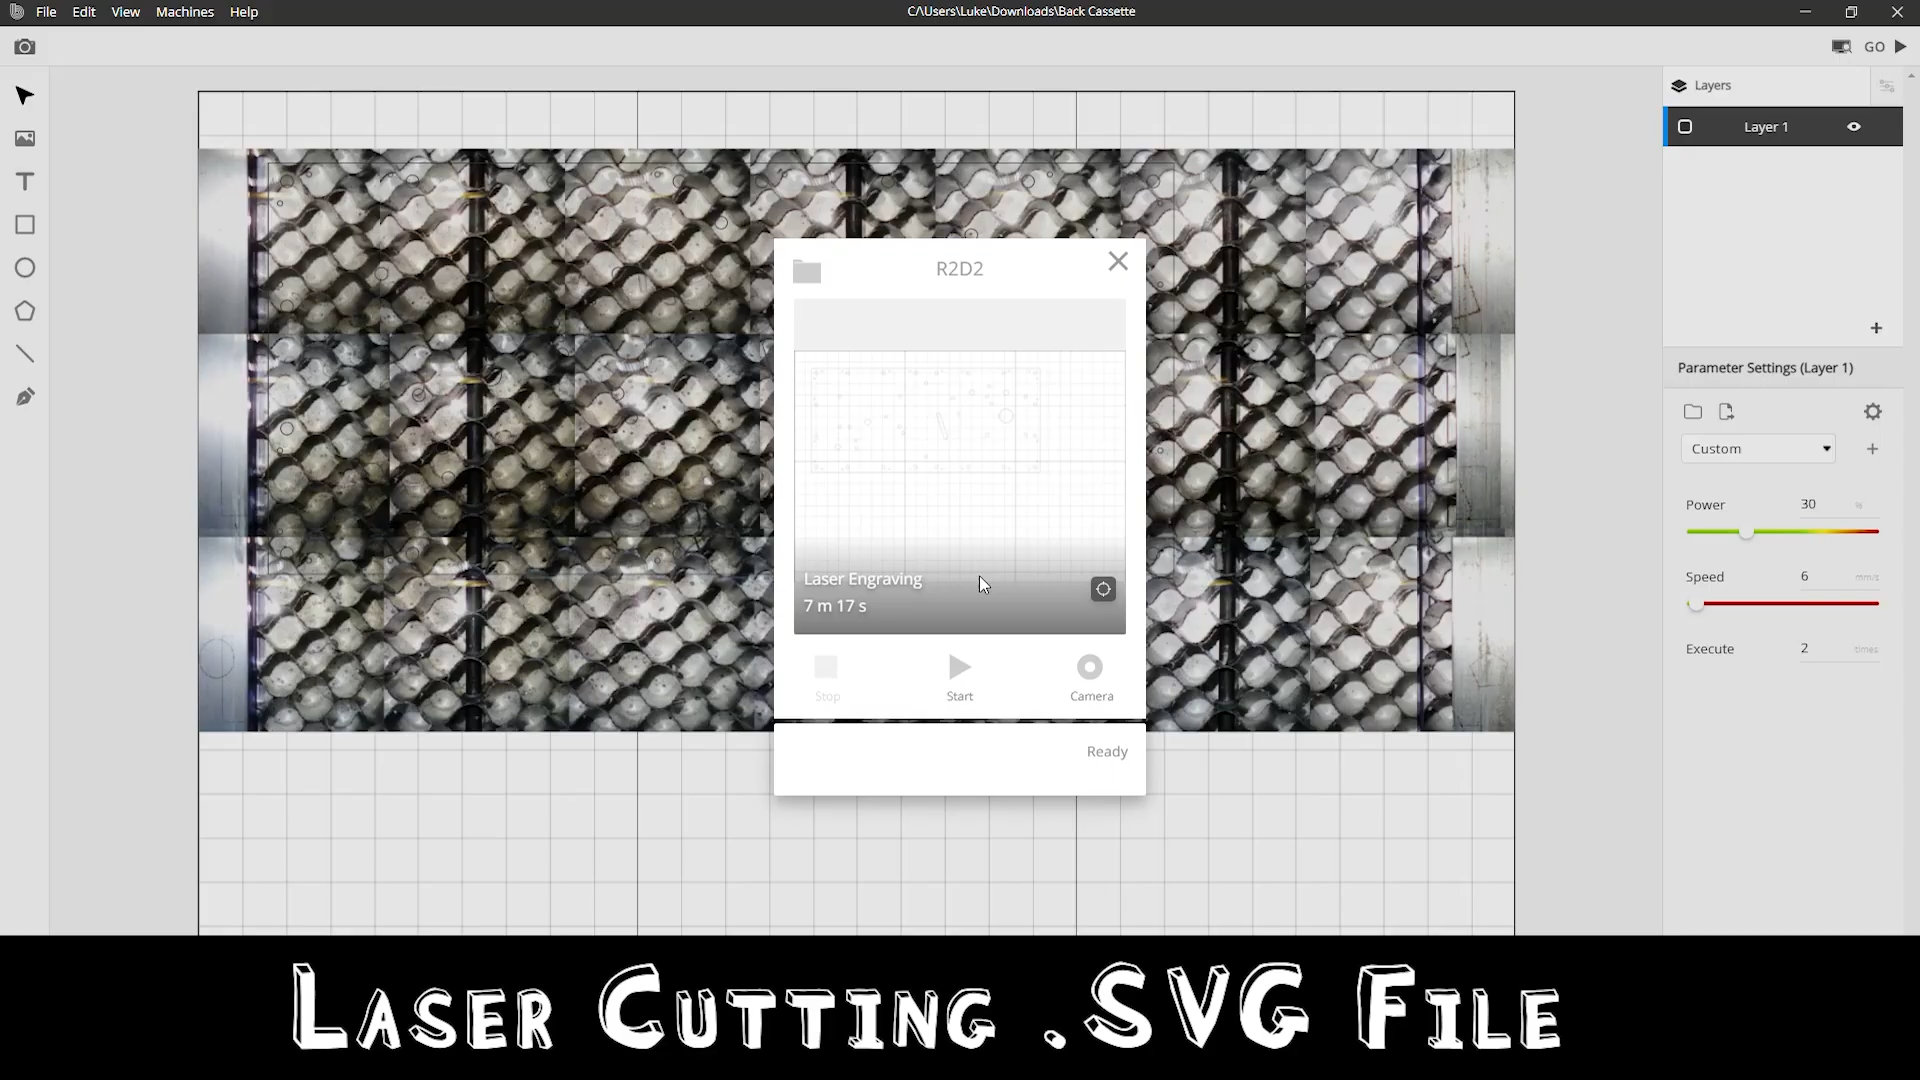 File Edit View Machines Help
C:/\Users\Luke\Downloads\Back Cassette
GO
Layers
Layer 1
R2D2
Parameter Settings (Layer 1)
Custom
Power 30 %
Speed 6 mm/s
Laser Engraving
7 m 17 s
Execute 2 times
Stop Start Camera
Ready
Laser Cutting .SVG File